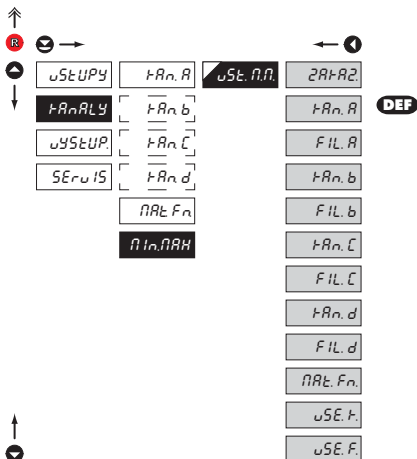 R
vStUPY KAn. A vSt. M.M. ZAKAZ.
KAnALY KAn. b KAn. A DEF
vYStUP. KAn. C FIL. A
SErvIS KAn. d KAn. b
MAt. Fn. FIL. b
MIn.MAX KAn. C
FIL. C
KAn. d
FIL. d
MAt. Fn.
vSE. K.
vSE. F.